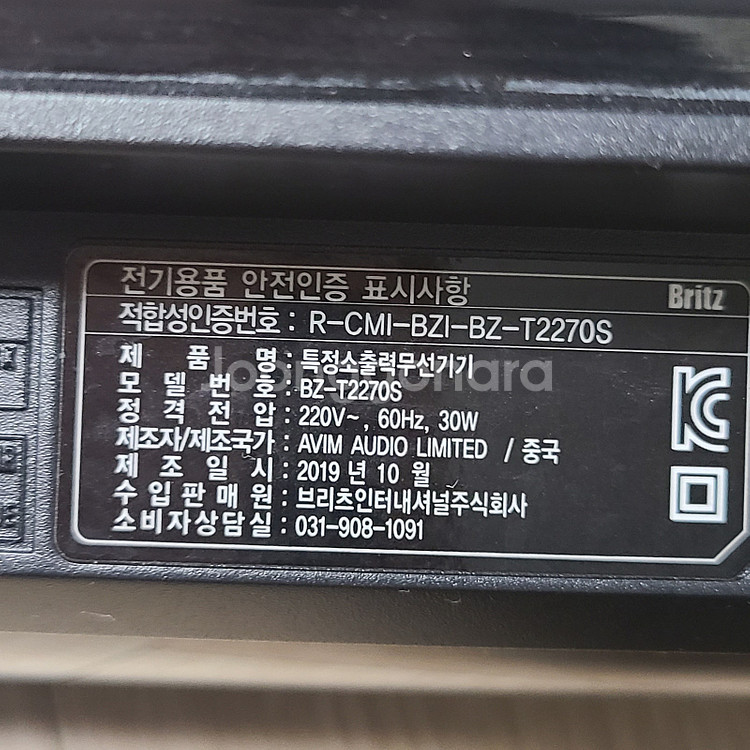 전기용품 안전인증 표시사항 Britz
적합성인증번호 : R-CMI-BZI-BZ-T2270S
제 품 명 : 특정소출력무선기기
모 델 번 호 : BZ-T2270S
정 격 전 압 : 220V~, 60Hz, 30W
제조자/제조국가 : AVIM AUDIO LIMITED / 중국
제 조 일 시 : 2019 년 10 월
수 입 판 매 원 : 브리츠인터내셔널주식회사
소비자상담실 : 031-908-1091
Joongonara